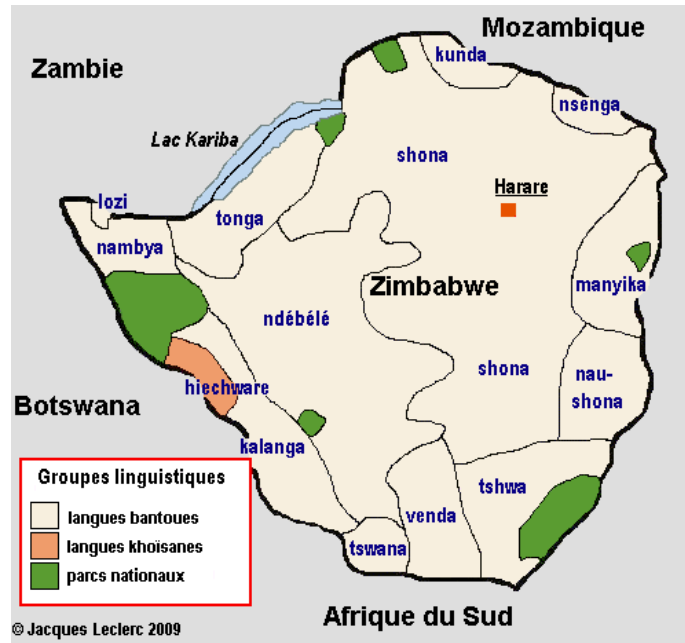 Mozambique
Zambie
kunda
nsenga
Lac Kariba
shona
Harare
lozi
tonga
nambya
manyika
Zimbabwe
ndébélé
shona
nau-
shona
hiechware
Botswana
kalanga
tshwa
venda
tswana
Groupes linguistiques
langues bantoues
langues khoïsanes
parcs nationaux
Afrique du Sud
© Jacques Leclerc 2009